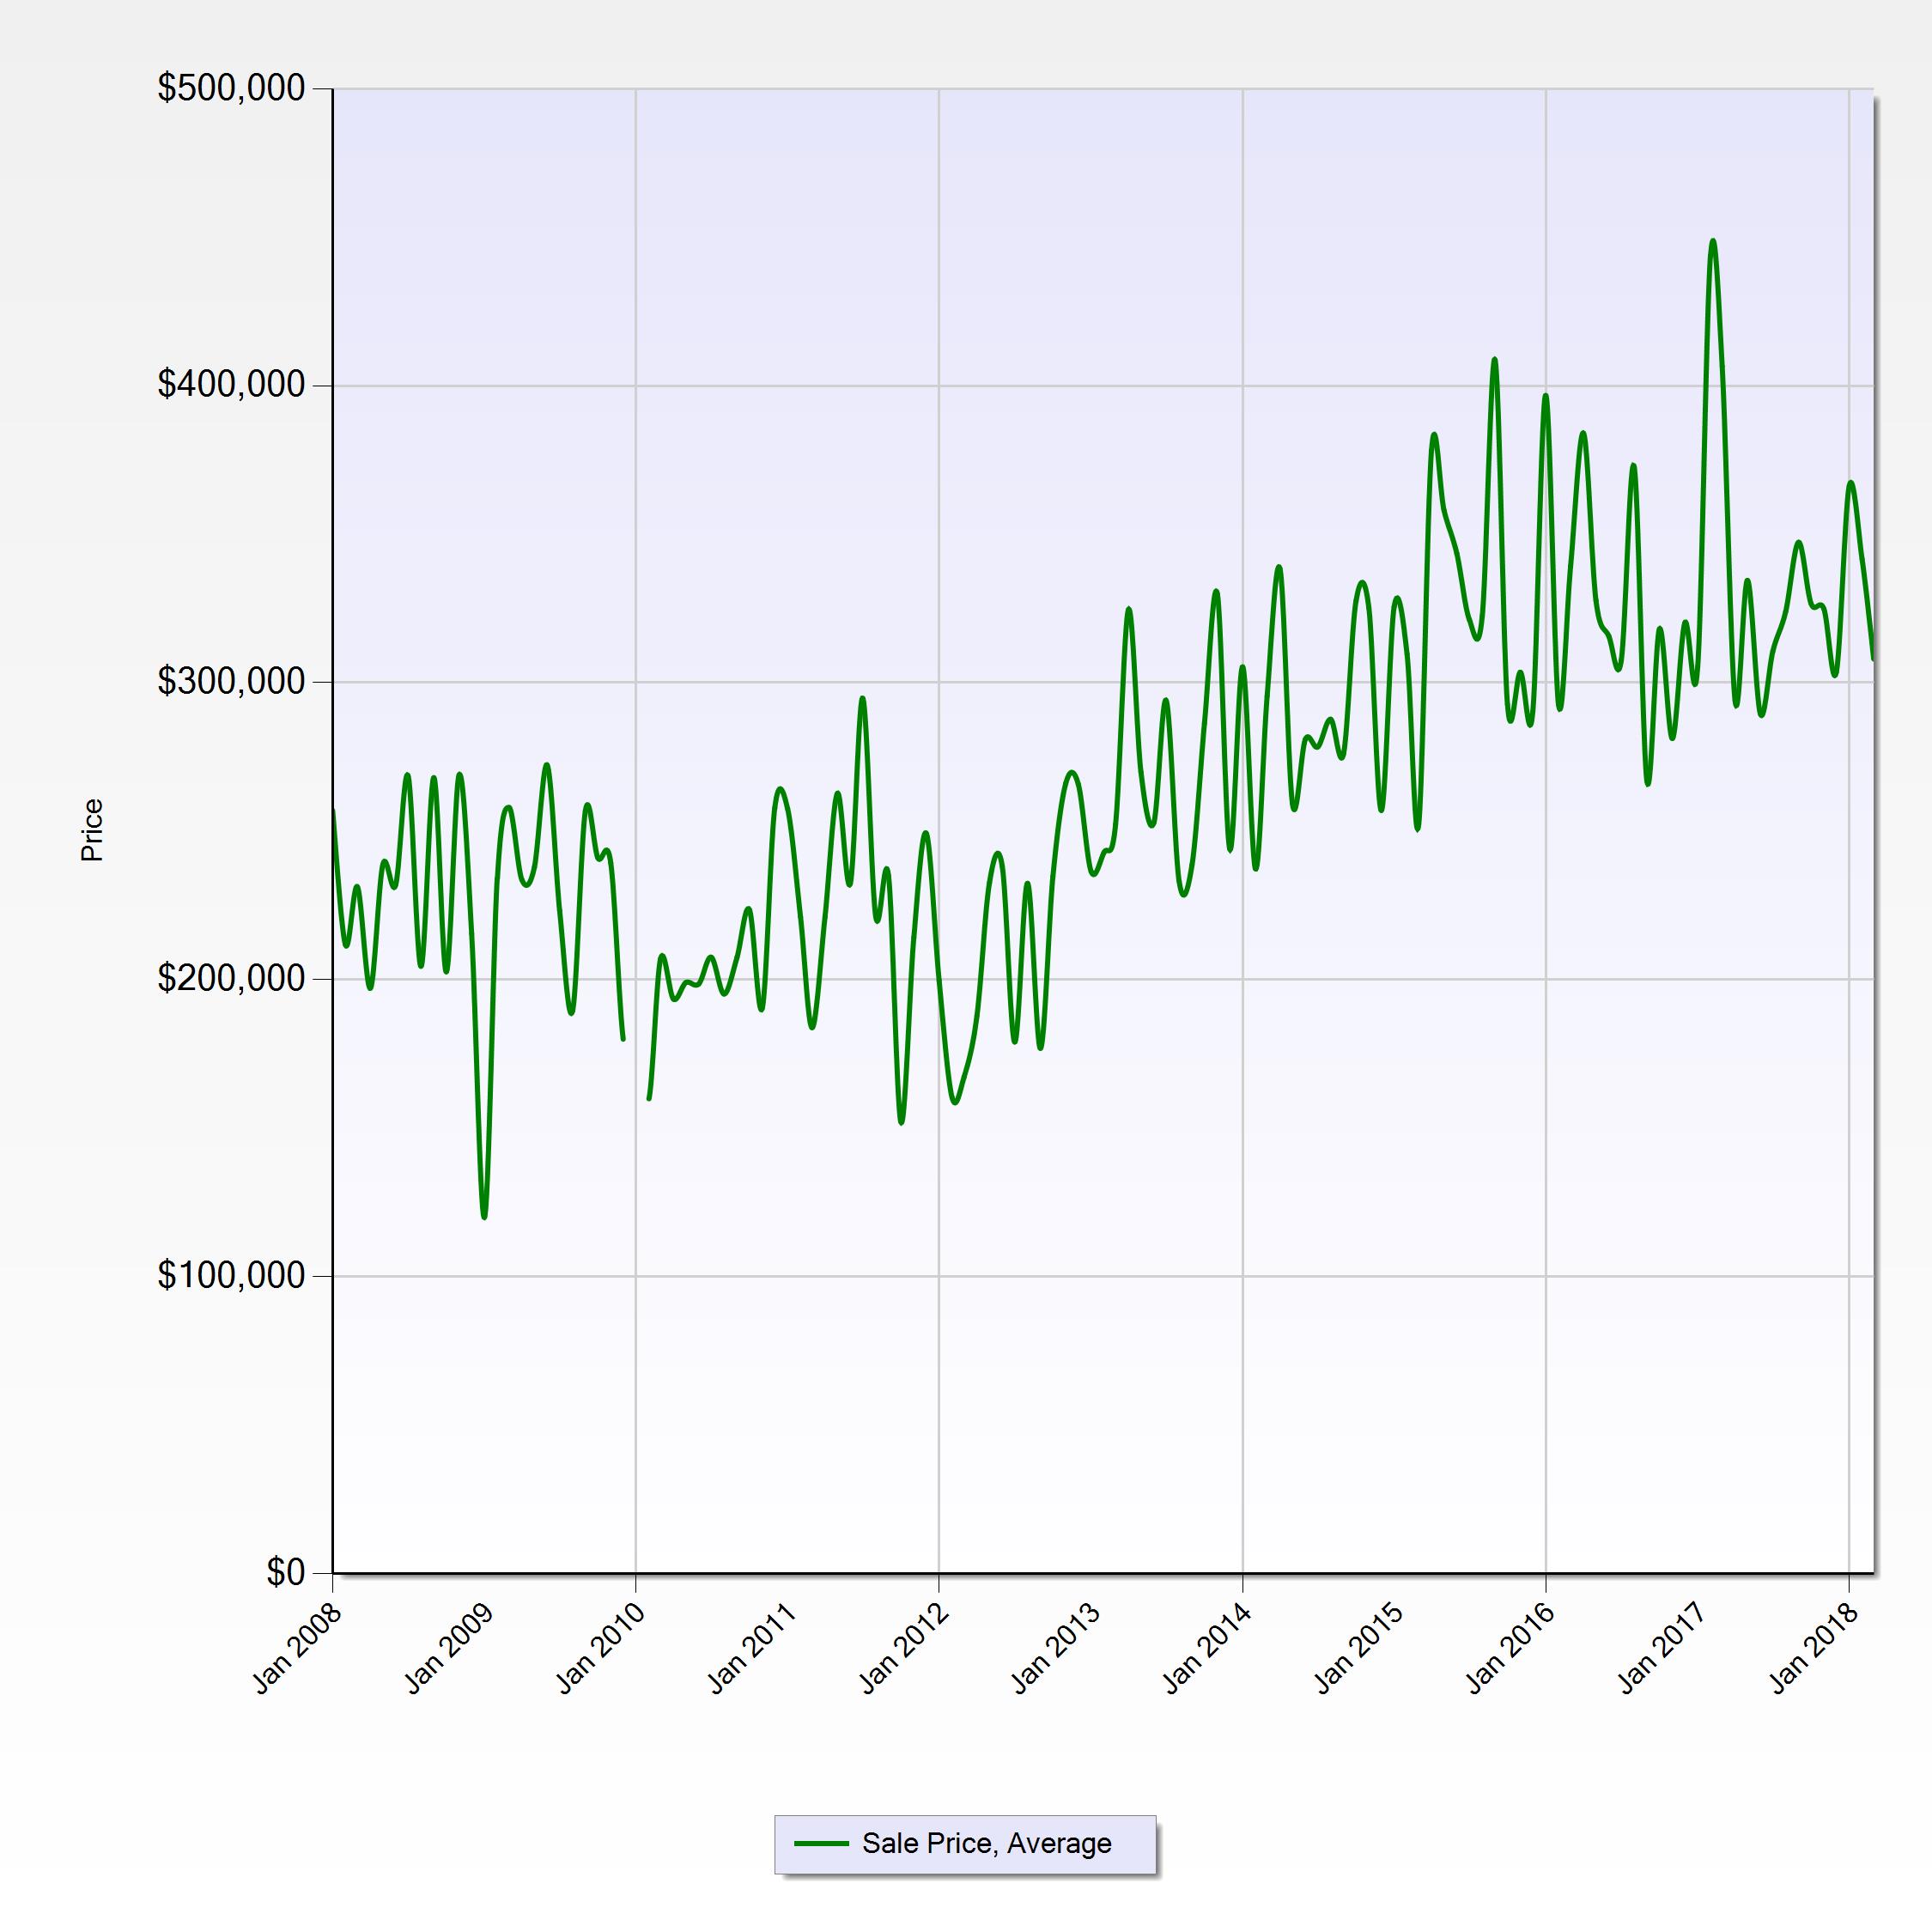 $500,000
$400,000
$300,000
$200,000
$100,000
$0
Price
Jan 2008
Jan 2009
Jan 2010
Jan 2011
Jan 2012
Jan 2013
Jan 2014
Jan 2015
Jan 2016
Jan 2017
Jan 2018
Sale Price, Average